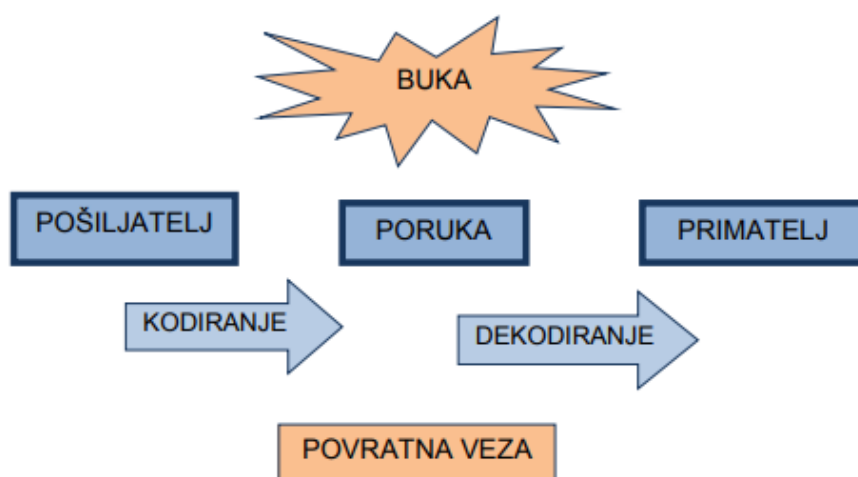 BUKA
POŠILJATELJ
PORUKA
PRIMATELJ
KODIRANJE
DEKODIRANJE
POVRATNA VEZA